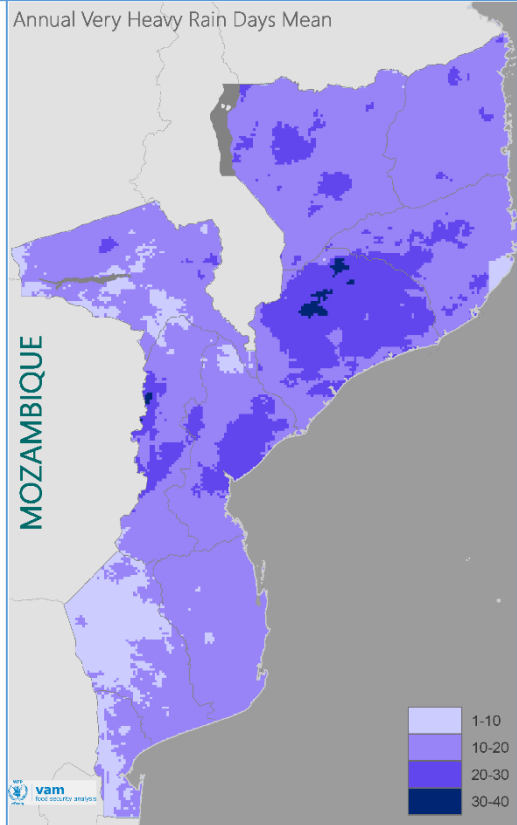 Annual Very Heavy Rain Days Mean
MOZAMBIQUE
1-10
10-20
20-30
30-40
vam
food security analysis